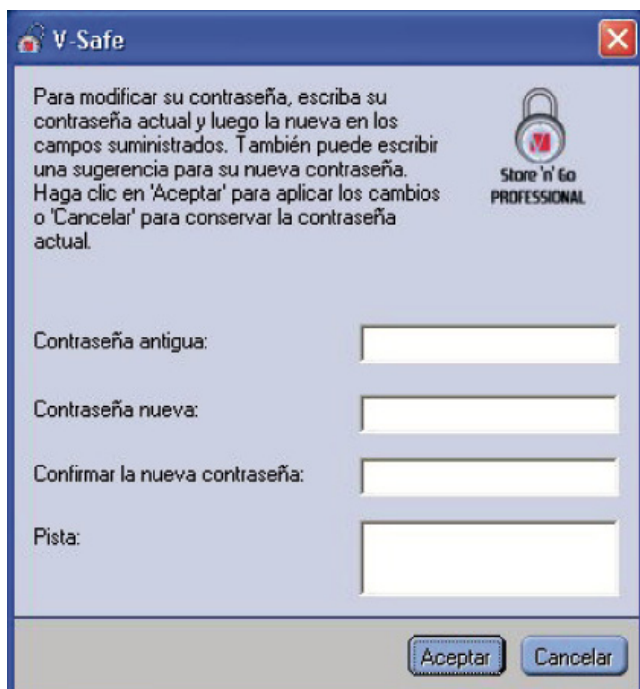 V-Safe
Para modificar su contraseña, escriba su
contraseña actual y luego la nueva en los
campos suministrados. También puede escribir
una sugerencia para su nueva contraseña.
Haga clic en 'Aceptar' para aplicar los cambios
o 'Cancelar' para conservar la contraseña
actual.
Store 'n' Go
PROFESSIONAL
Contraseña antigua:
Contraseña nueva:
Confirmar la nueva contraseña:
Pista:
Aceptar Cancelar